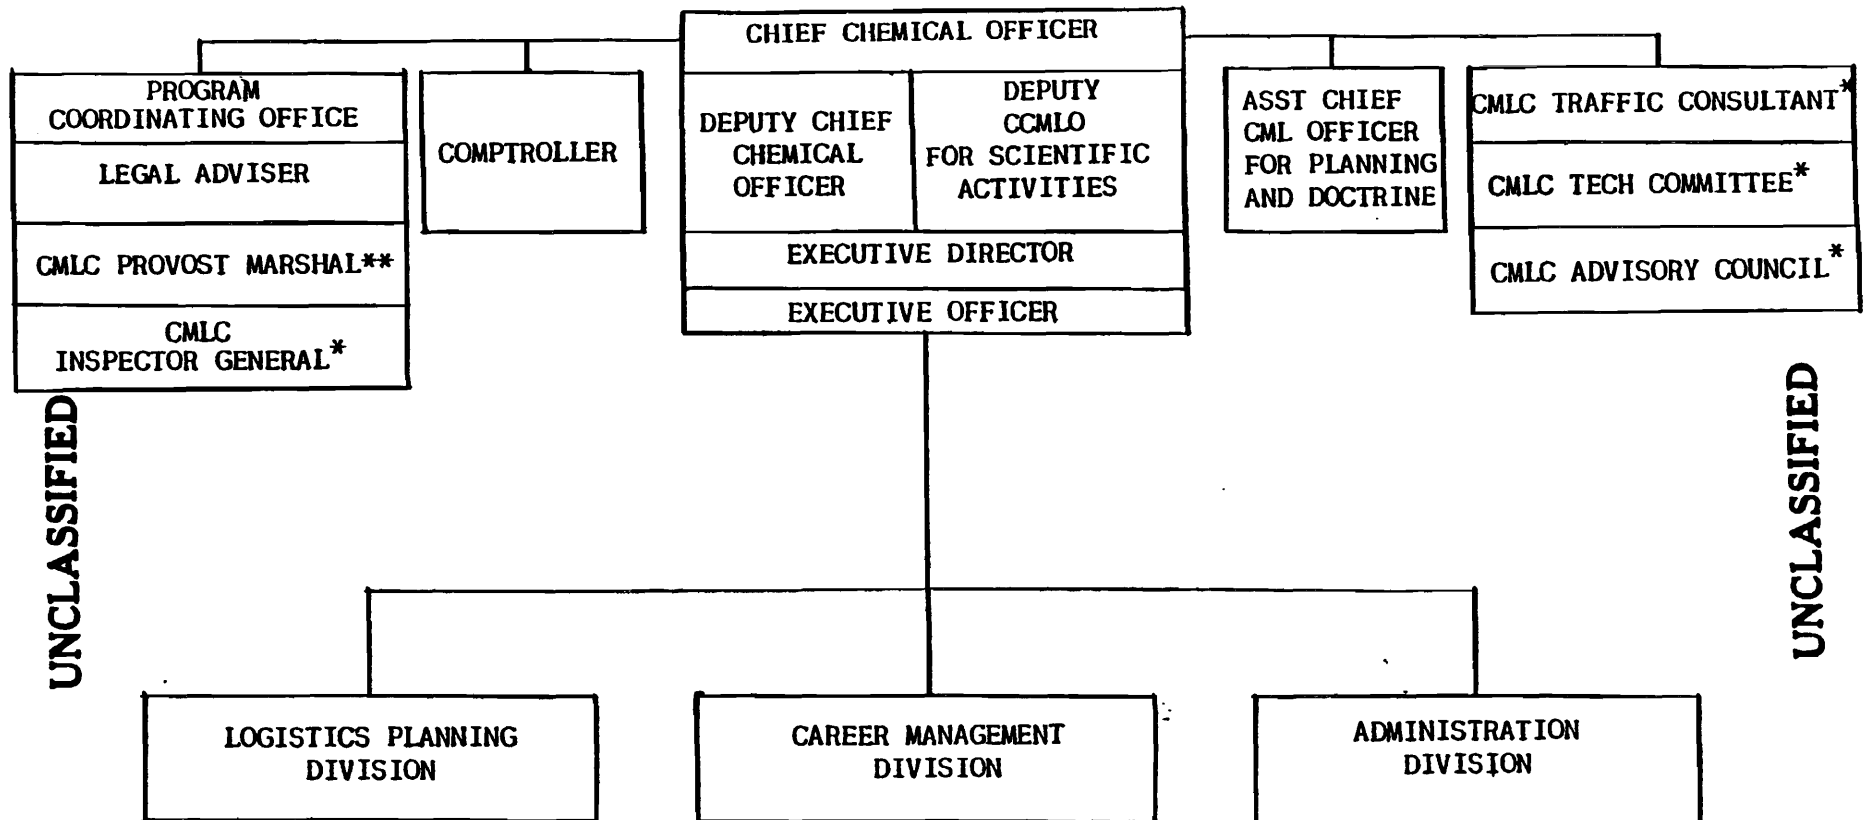 CHIEF CHEMICAL OFFICER
PROGRAM
COORDINATING OFFICE
LEGAL ADVISER
CMLC PROVOST MARSHAL**
CMLC
INSPECTOR GENERAL*
COMPTROLLER
DEPUTY CHIEF
CHEMICAL
OFFICER
DEPUTY
CCMLO
FOR SCIENTIFIC
ACTIVITIES
EXECUTIVE DIRECTOR
EXECUTIVE OFFICER
ASST CHIEF
CML OFFICER
FOR PLANNING
AND DOCTRINE
CMLC TRAFFIC CONSULTANT*
CMLC TECH COMMITTEE*
CMLC ADVISORY COUNCIL*
UNCLASSIFIED
UNCLASSIFIED
LOGISTICS PLANNING
DIVISION
CAREER MANAGEMENT
DIVISION
ADMINISTRATION
DIVISION